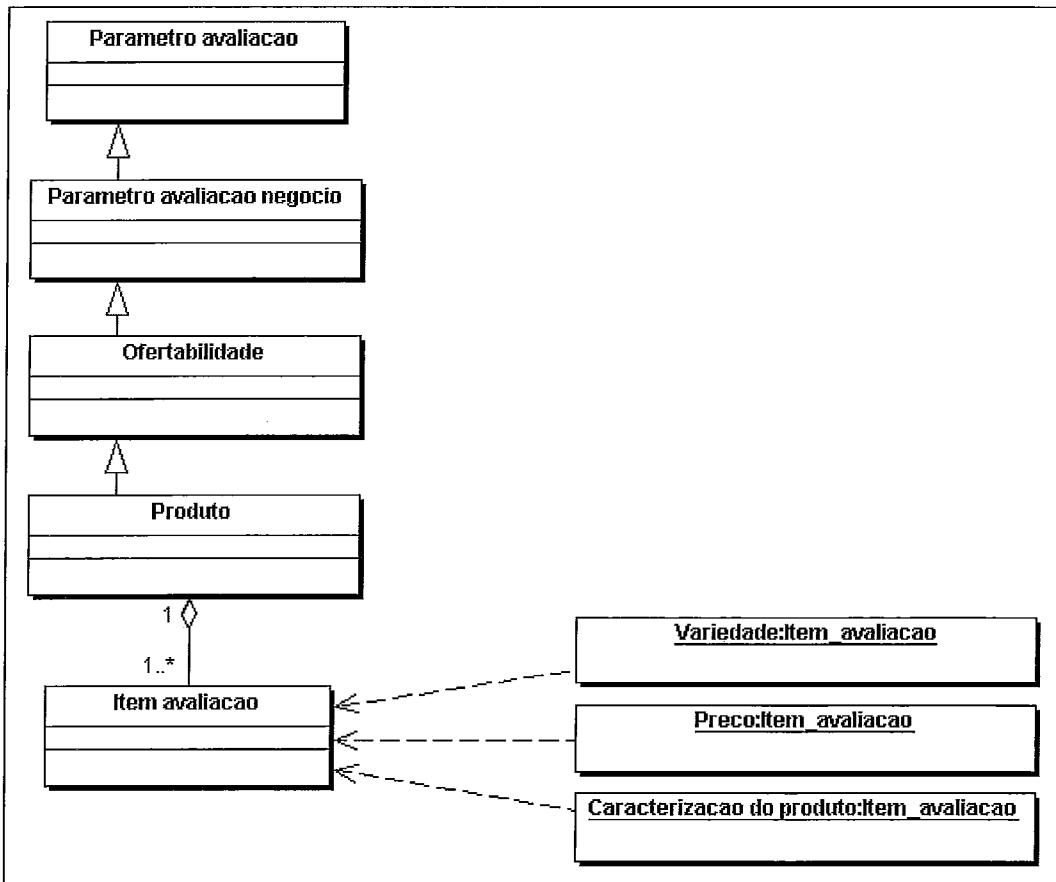 Parametro avaliacao
Parametro avaliacao negocio
Ofertabilidade
Produto
1
1..*
Item avaliacao
Variedade:Item_avaliacao
Preco:Item_avaliacao
Caracterizacao do produto:Item_avaliacao